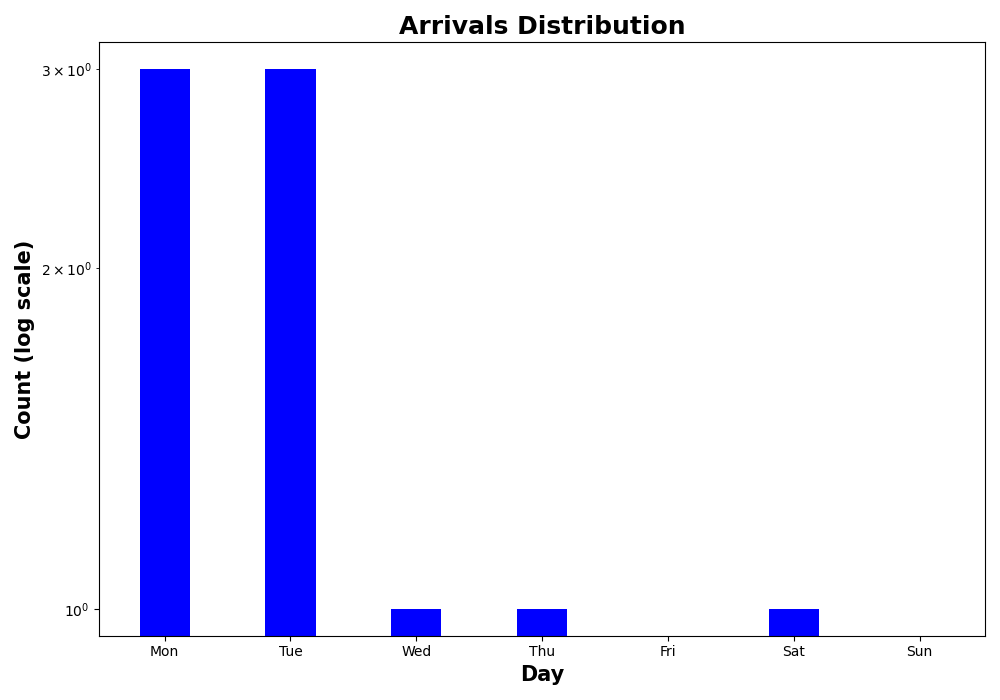 Arrivals Distribution
Count (log scale)
3 × 10⁰
2 × 10⁰
10⁰
Mon Tue Wed Thu Fri Sat Sun
Day